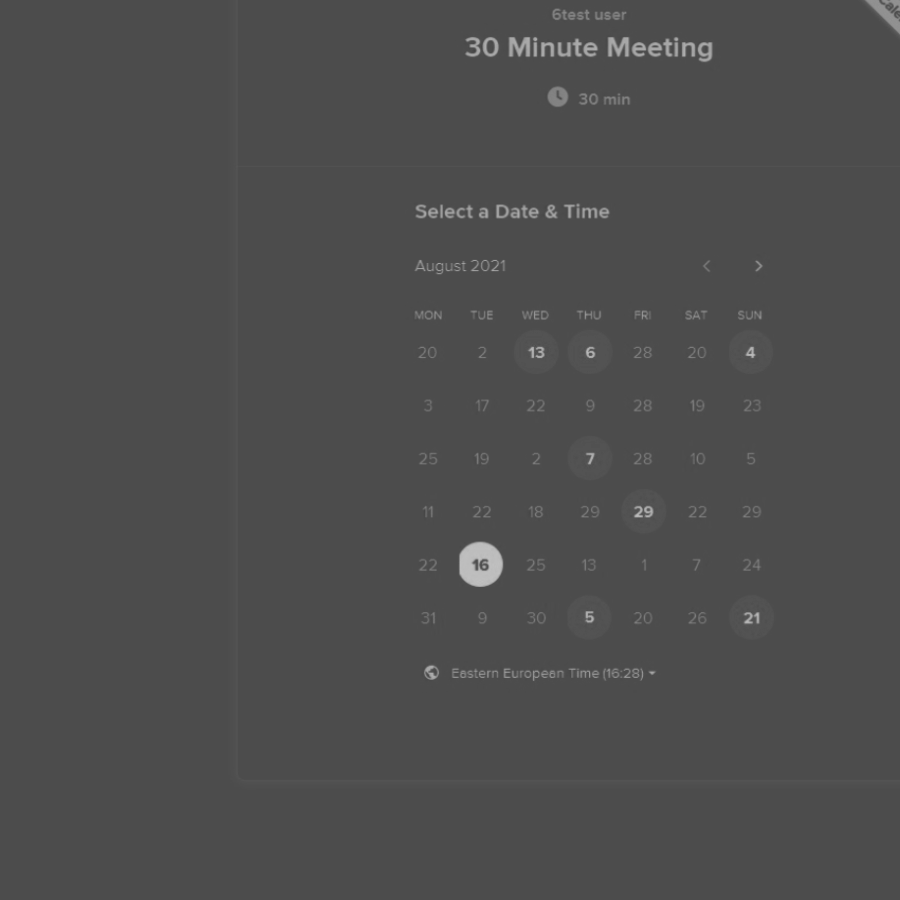 6test user
30 Minute Meeting
30 min
Select a Date & Time
August 2021
MON TUE WED THU FRI SAT SUN
20 2 13 6 28 20 4
3 17 22 9 28 19 23
25 19 2 7 28 10 5
11 22 18 29 29 22 29
22 16 25 13 1 7 24
31 9 30 5 20 26 21
Eastern European Time (16:28)